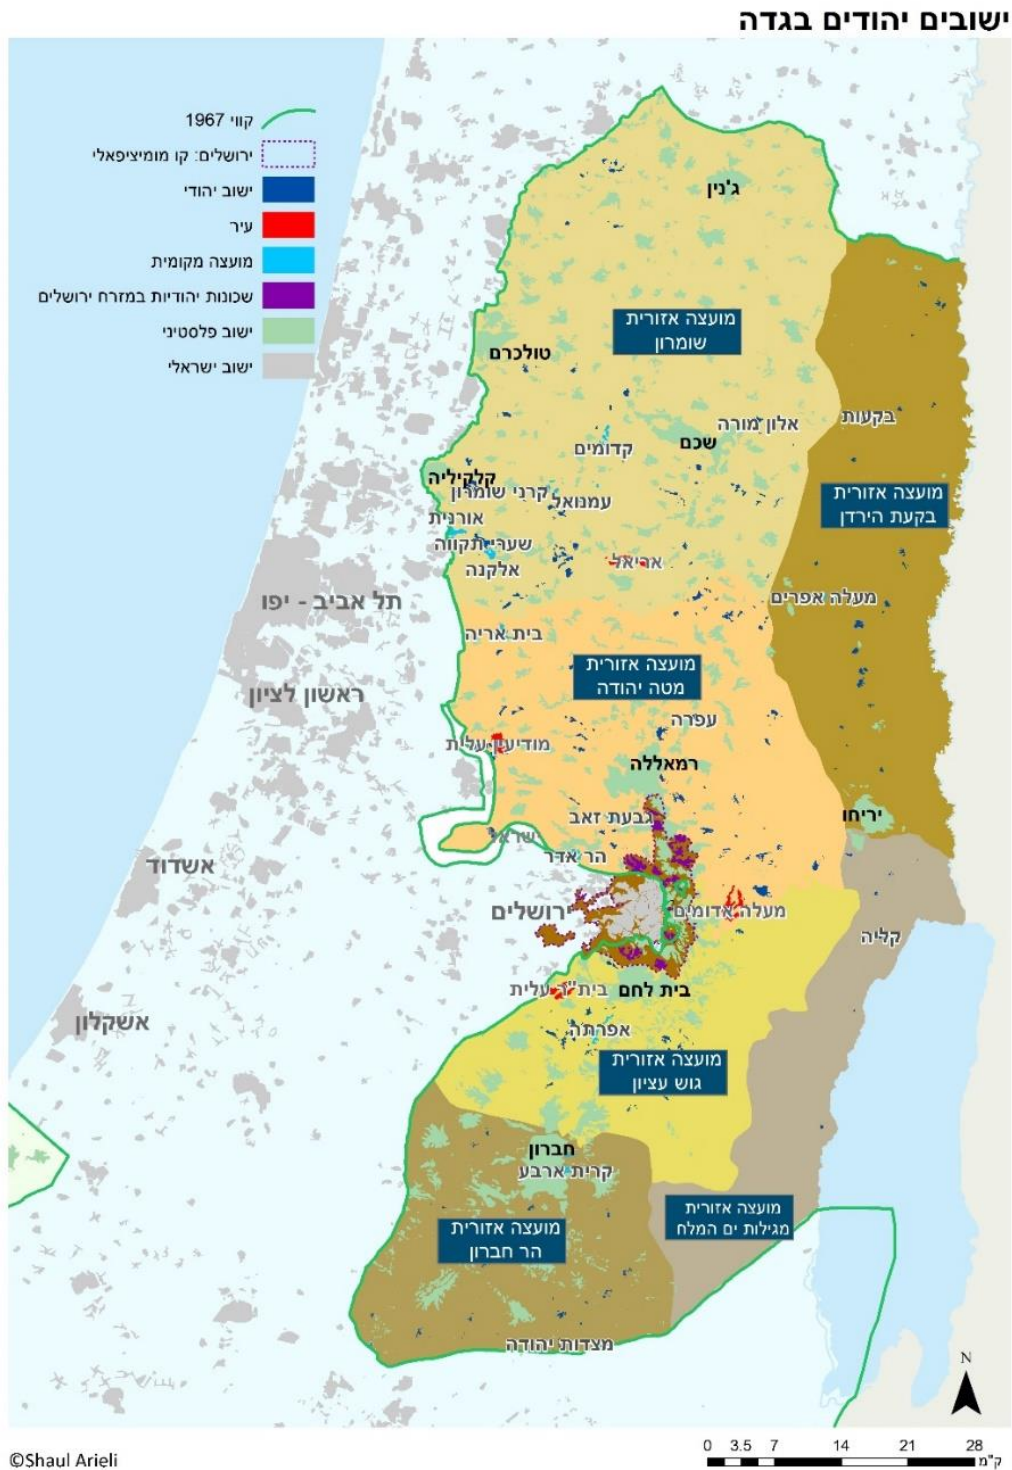 ישובים יהודים בגדה
קווי 1967
ירושלים: קו מומיציפאלי
ישוב יהודי
עיר
מועצה מקומית
שכונות יהודיות במזרח ירושלים
ישוב פלסטיני
ישוב ישראלי
ג'נין
מועצה אזורית
שומרון
טולכרם
בקעות
אלון מורה
שכם
קדומים
קלקיליה
מועצה אזורית
בקעת הירדן
קרני שומרון
עמנואל
אורנית
שערי תקווה
אריאל
אלקנה
תל אביב - יפו
מעלה אפרים
בית אריה
מועצה אזורית
מטה יהודה
ראשון לציון
עפרה
מודיעין עלית
רמאללה
יריחו
גבעת זאב
הר אדר
אשדוד
ירושלים
מעלה אדומים
קליה
בית"ר עלית
בית לחם
אשקלון
אפרתה
מועצה אזורית
גוש עציון
חברון
קרית ארבע
מועצה אזורית
מגילות ים המלח
מועצה אזורית
הר חברון
מצדות יהודה
N
0 3.5 7 14 21 28
ק"מ
©Shaul Arieli